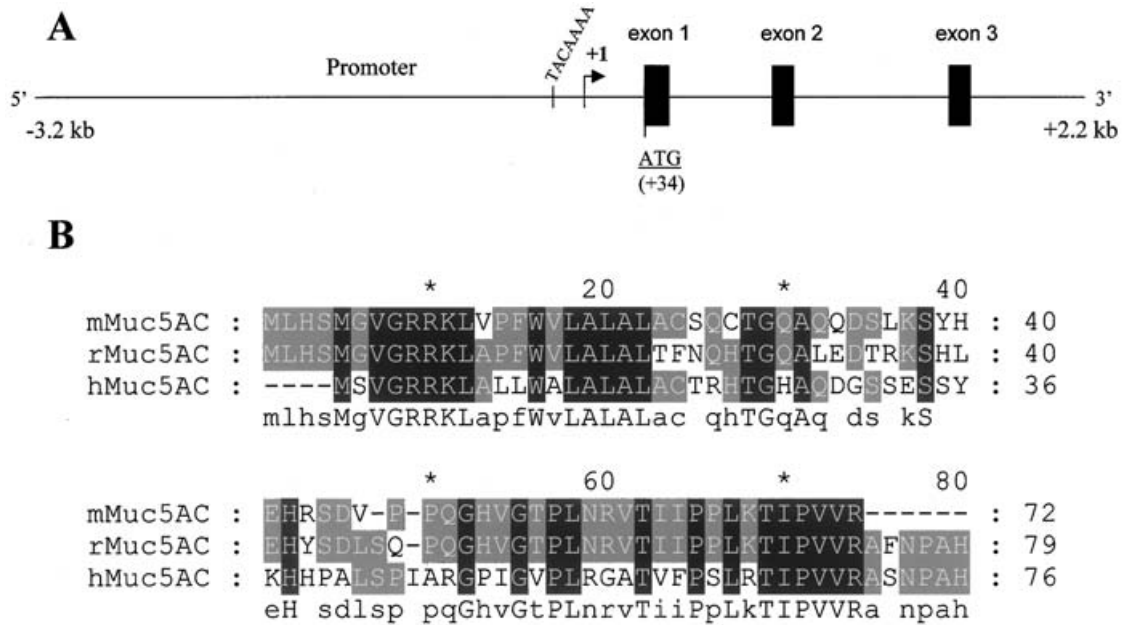 A
TACAAAA
+1
exon 1 exon 2 exon 3
Promoter
5’ 3’
-3.2 kb +2.2 kb
ATG
(+34)
B
* 20 * 40
mMuc5AC : MLHSMGVGRRKLVPFWVLALALACSQCTGQAQQDSLKSYH : 40
rMuc5AC : MLHSMGVGRRKLAPFWVLALALTFNQHTGQALEDTRKSHL : 40
hMuc5AC : ----MSVGRRKLALLWALALALACTRHTGHAQDGSSESSY : 36
mlhsMgVGRRKLapfWvLALALac qhTGqAq ds kS
* 60 * 80
mMuc5AC : EHRSDV-P-PQGHVGTPLNRVTIIPPLKTIPVVR------ : 72
rMuc5AC : EHYSDLSQ-PQGHVGTPLNRVTIIPPLKTIPVVRAFNPAH : 79
hMuc5AC : KHHPALSPIARGPIGVPLRGATVFPSLRTIPVVRASNPAH : 76
eH sdlsp pqGhvGtPLnrvTiiPpLkTIPVVRa npah